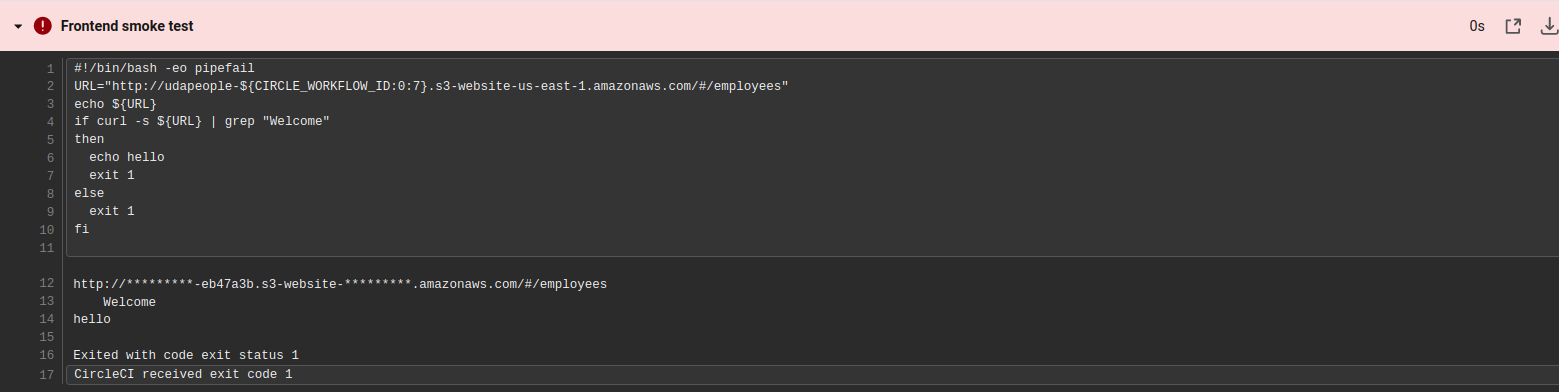 Frontend smoke test
0s
1 #!/bin/bash -eo pipefail
2 URL="http://udapeople-${CIRCLE_WORKFLOW_ID:0:7}.s3-website-us-east-1.amazonaws.com/#/employees"
3 echo ${URL}
4 if curl -s ${URL} | grep "Welcome"
5 then
6   echo hello
7   exit 1
8 else
9   exit 1
10 fi
11
12 http://*********-eb47a3b.s3-website-*********.amazonaws.com/#/employees
13     Welcome
14 hello
15
16 Exited with code exit status 1
17 CircleCI received exit code 1